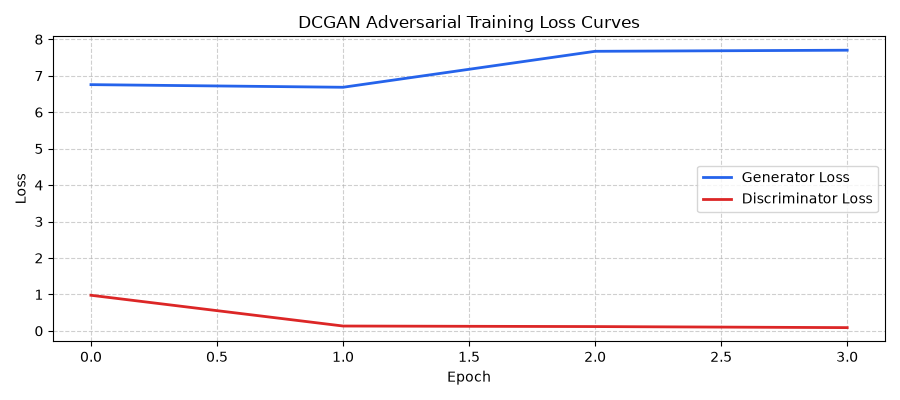 DCGAN Adversarial Training Loss Curves
8
7
6
5
4
3
2
1
0
Loss
Generator Loss
Discriminator Loss
0.0 0.5 1.0 1.5 2.0 2.5 3.0
Epoch